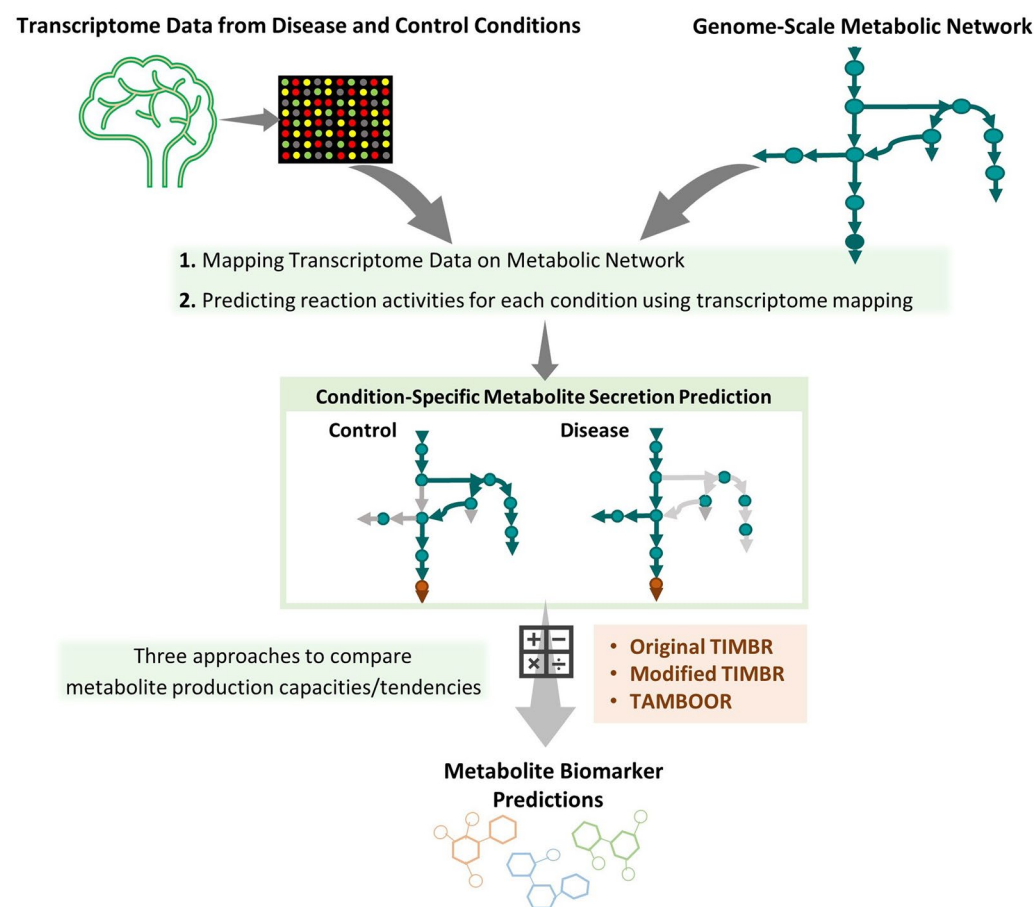 Transcriptome Data from Disease and Control Conditions
Genome-Scale Metabolic Network
1. Mapping Transcriptome Data on Metabolic Network
2. Predicting reaction activities for each condition using transcriptome mapping
Condition-Specific Metabolite Secretion Prediction
Control
Disease
Three approaches to compare
metabolite production capacities/tendencies
+ −
× ÷
• Original TIMBR
• Modified TIMBR
• TAMBOOR
Metabolite Biomarker
Predictions